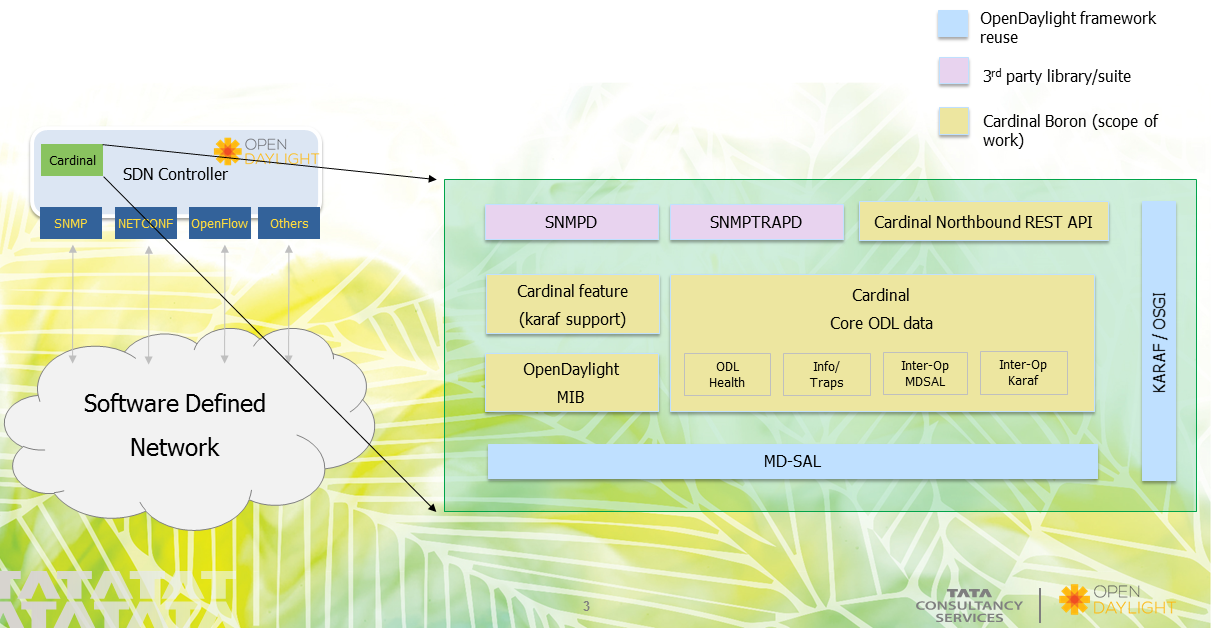 OpenDaylight framework
reuse
3rd party library/suite
Cardinal Boron (scope of
work)
OPEN
DAYLIGHT
Cardinal
SDN Controller
SNMP
NETCONF
OpenFlow
Others
Software Defined
Network
SNMPD
SNMPTRAPD
Cardinal Northbound REST API
Cardinal feature
(karaf support)
Cardinal
Core ODL data
OpenDaylight
MIB
ODL
Health
Info/
Traps
Inter-Op
MDSAL
Inter-Op
Karaf
MD-SAL
KARAF / OSGI
TATATAT
TATATAT
3
TATA
CONSULTANCY
SERVICES
OPEN
DAYLIGHT